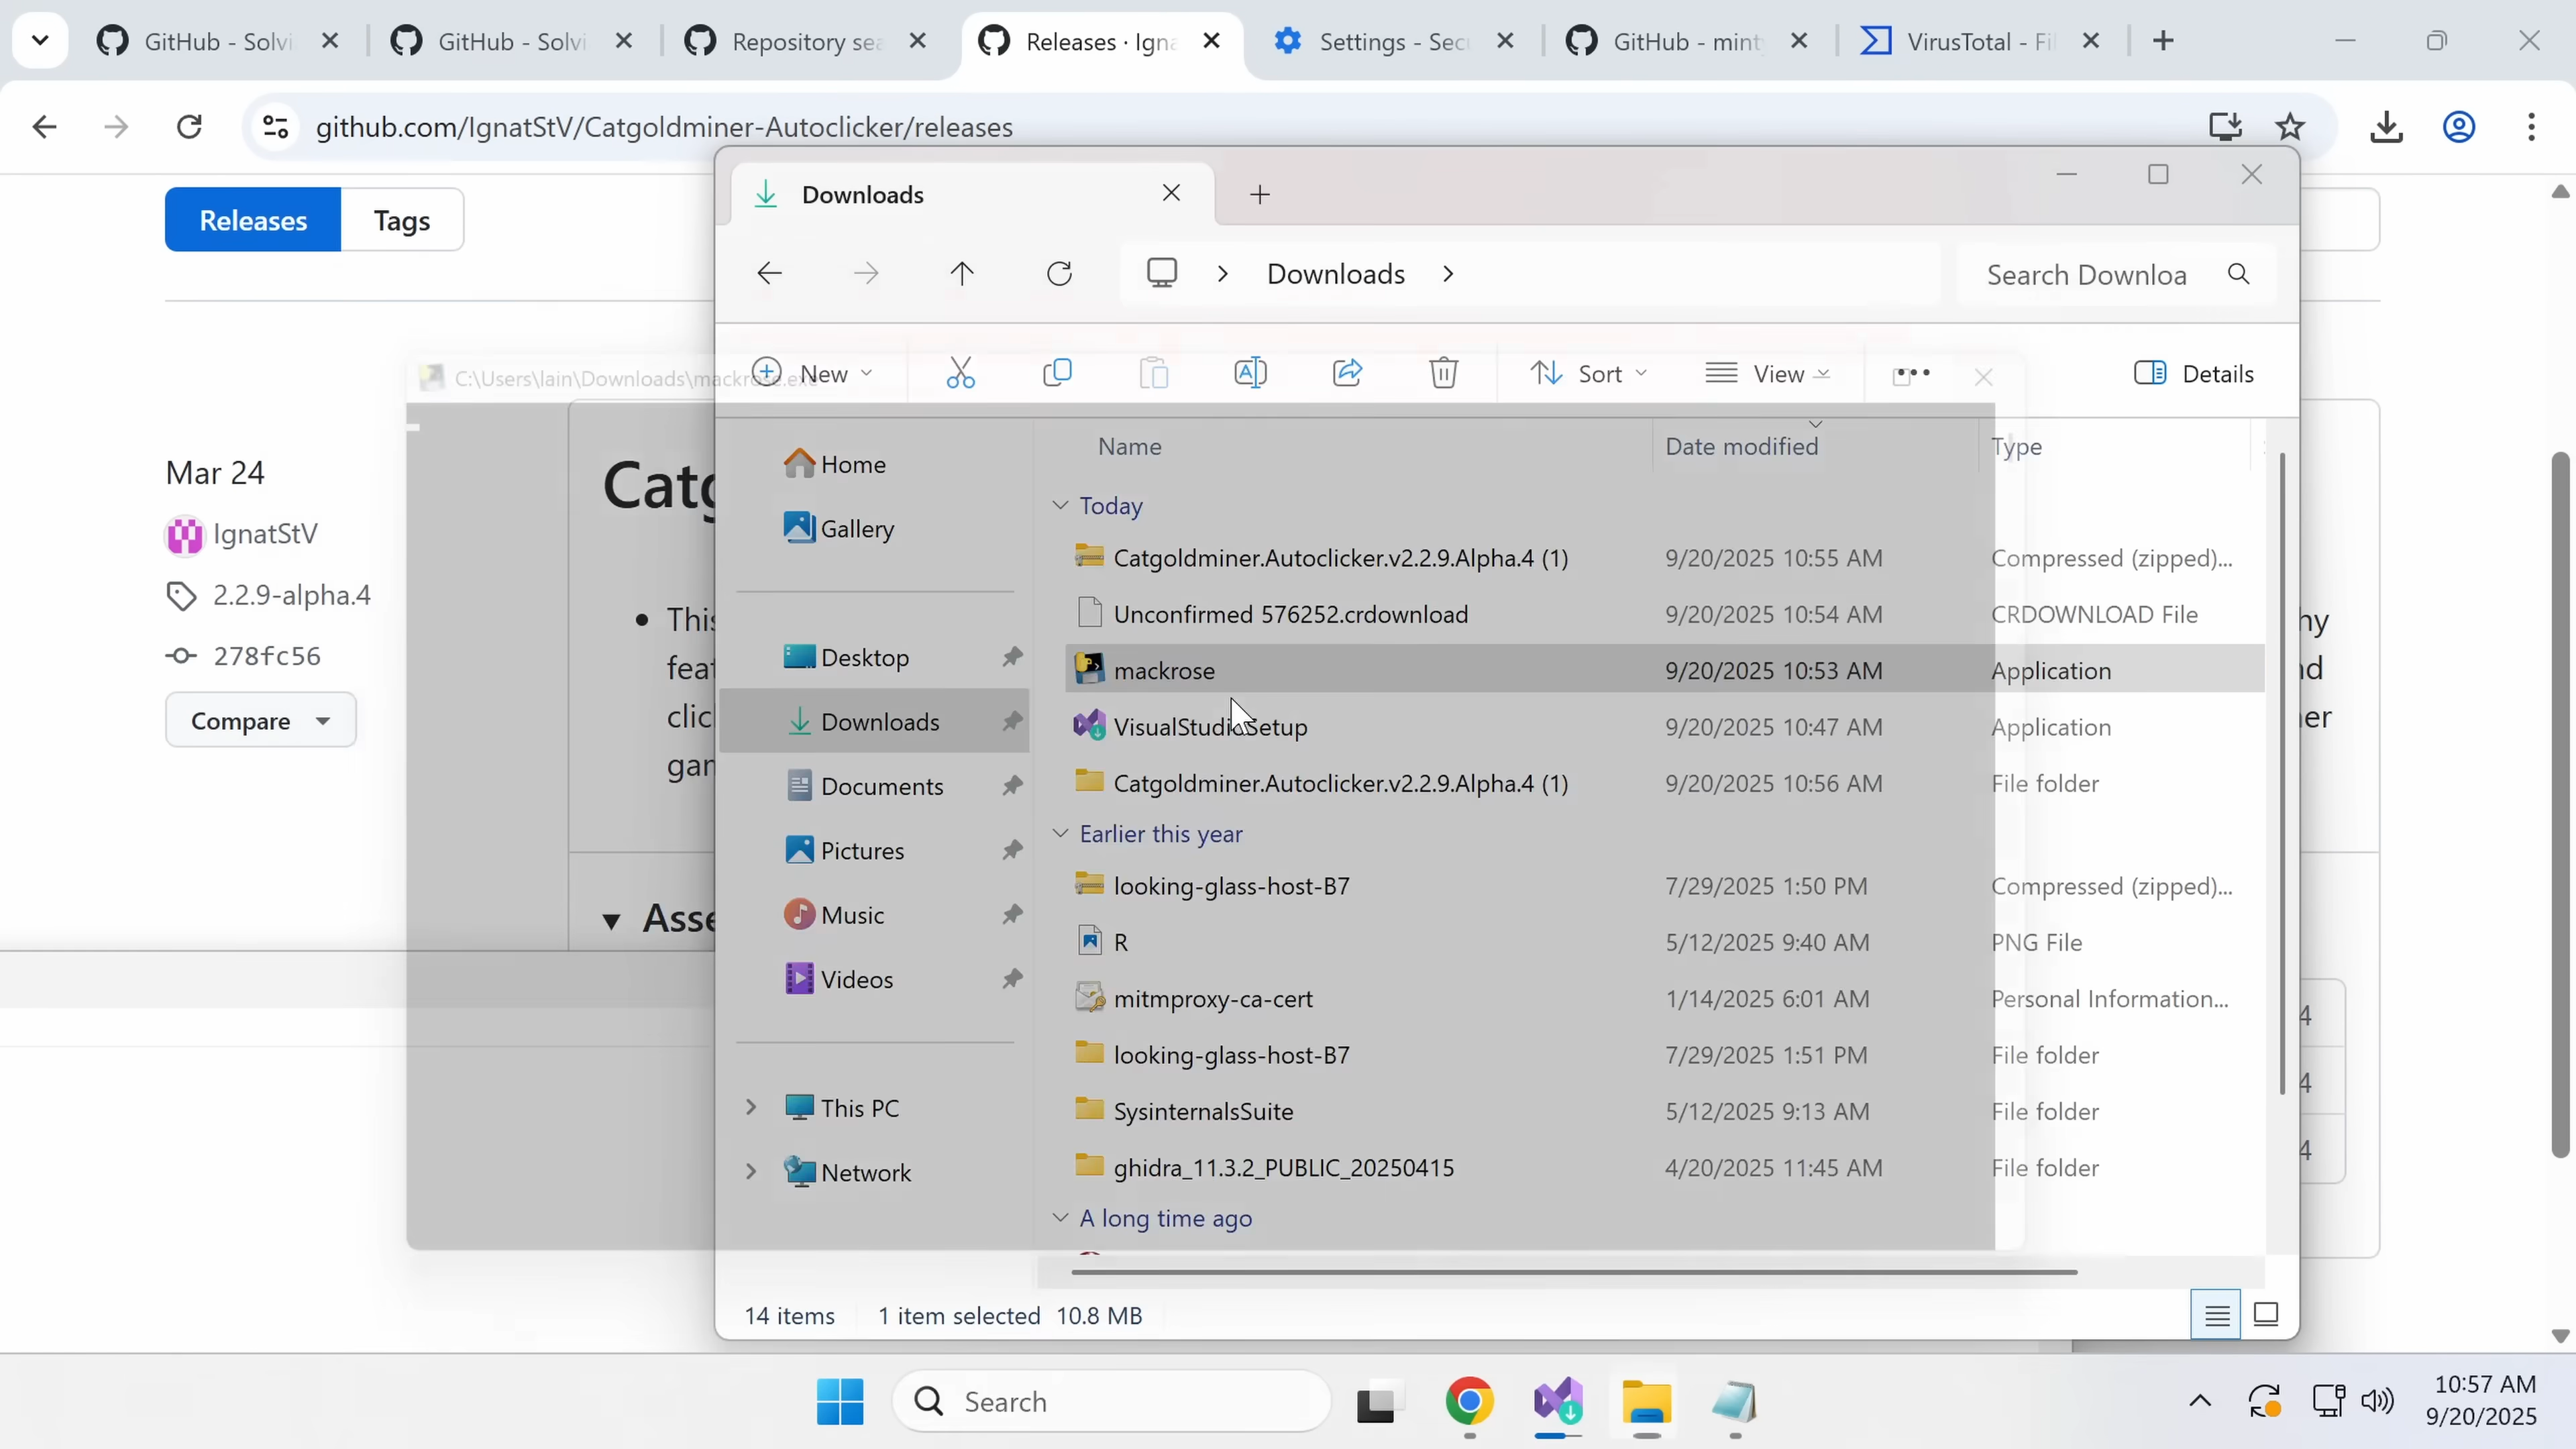 GitHub - Solvi
GitHub - Solvi
Repository sea
Releases · Igna
Settings - Secu
GitHub - mint
VirusTotal - Fi
github.com/IgnatStV/Catgoldminer-Autoclicker/releases
Releases
Tags
Mar 24
IgnatStV
2.2.9-alpha.4
278fc56
Compare
Catg
This
feat
clic
gam
Asse
hy
nd
ner
4
4
4
C:\Users\lain\Downloads\mackrose.exe
Downloads
Downloads
Search Downloa
New
Sort
View
Details
Home
Gallery
Desktop
Downloads
Documents
Pictures
Music
Videos
This PC
Network
Name Date modified Type
Today
Catgoldminer.Autoclicker.v2.2.9.Alpha.4 (1) 9/20/2025 10:55 AM Compressed (zipped)...
Unconfirmed 576252.crdownload 9/20/2025 10:54 AM CRDOWNLOAD File
mackrose 9/20/2025 10:53 AM Application
VisualStudioSetup 9/20/2025 10:47 AM Application
Catgoldminer.Autoclicker.v2.2.9.Alpha.4 (1) 9/20/2025 10:56 AM File folder
Earlier this year
looking-glass-host-B7 7/29/2025 1:50 PM Compressed (zipped)...
R 5/12/2025 9:40 AM PNG File
mitmproxy-ca-cert 1/14/2025 6:01 AM Personal Information...
looking-glass-host-B7 7/29/2025 1:51 PM File folder
SysinternalsSuite 5/12/2025 9:13 AM File folder
ghidra_11.3.2_PUBLIC_20250415 4/20/2025 11:45 AM File folder
A long time ago
14 items 1 item selected 10.8 MB
Search
10:57 AM
9/20/2025